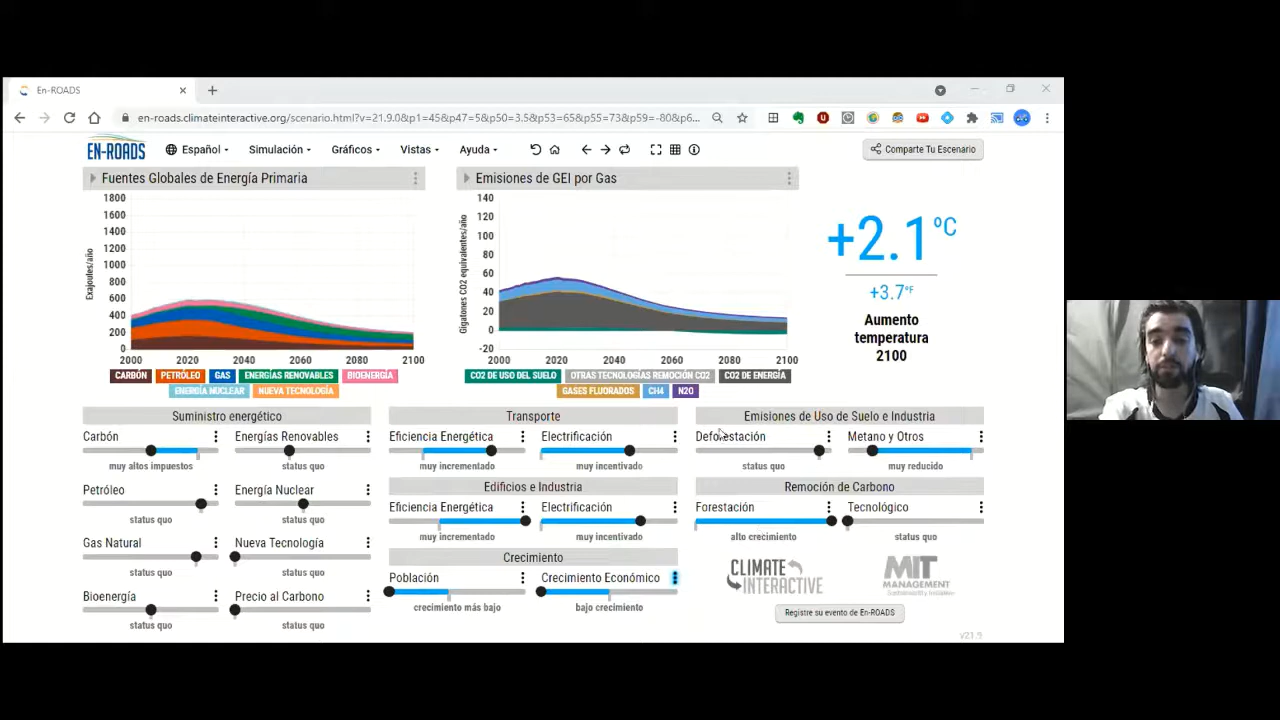 En-ROADS
en-roads.climateinteractive.org/scenario.html?v=21.9.0&p1=45&p47=5&p50=3.5&p53=65&p55=73&p59=-80&p6...
EN-ROADS
Español
Simulación
Gráficos
Vistas
Ayuda
Comparte Tu Escenario
Fuentes Globales de Energía Primaria
Exajoules/año
1800
1600
1400
1200
1000
800
600
400
200
0
2000 2020 2040 2060 2080 2100
CARBÓN PETRÓLEO GAS ENERGÍAS RENOVABLES BIOENERGÍA
ENERGÍA NUCLEAR NUEVA TECNOLOGÍA
Emisiones de GEI por Gas
Gigatones CO2 equivalentes/año
140
120
100
80
60
40
20
0
-20
2000 2020 2040 2060 2080 2100
CO2 DE USO DEL SUELO OTRAS TECNOLOGÍAS REMOCIÓN CO2 CO2 DE ENERGÍA
GASES FLUORADOS CH4 N2O
+2.1 ºC
+3.7 ºF
Aumento
temperatura
2100
Suministro energético
Carbón
muy altos impuestos
Energías Renovables
status quo
Petróleo
status quo
Energía Nuclear
status quo
Gas Natural
status quo
Nueva Tecnología
status quo
Bioenergía
status quo
Precio al Carbono
status quo
Transporte
Eficiencia Energética
muy incrementado
Electrificación
muy incentivado
Edificios e Industria
Eficiencia Energética
muy incrementado
Electrificación
muy incentivado
Crecimiento
Población
crecimiento más bajo
Crecimiento Económico
bajo crecimiento
Emisiones de Uso de Suelo e Industria
Deforestación
status quo
Metano y Otros
muy reducido
Remoción de Carbono
Forestación
alto crecimiento
Tecnológico
status quo
CLIMATE
INTERACTIVE
MIT
MANAGEMENT
Registre su evento de En-ROADS
v21.9